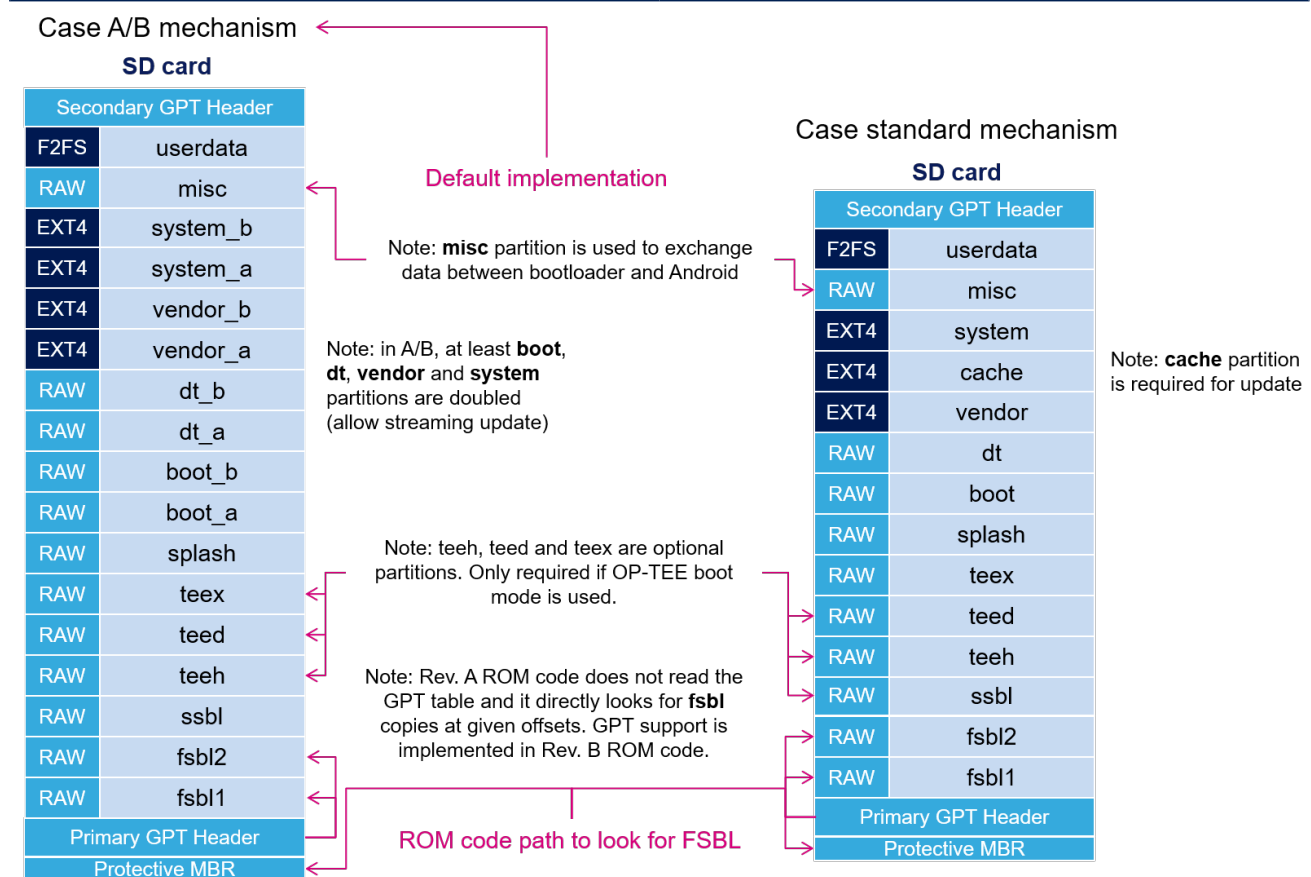 Case A/B mechanism
SD card
Secondary GPT Header
F2FS userdata
RAW misc
EXT4 system_b
EXT4 system_a
EXT4 vendor_b
EXT4 vendor_a
RAW dt_b
RAW dt_a
RAW boot_b
RAW boot_a
RAW splash
RAW teex
RAW teed
RAW teeh
RAW ssbl
RAW fsbl2
RAW fsbl1
Primary GPT Header
Protective MBR
Default implementation
Note: misc partition is used to exchange
data between bootloader and Android
Note: in A/B, at least boot,
dt, vendor and system
partitions are doubled
(allow streaming update)
Note: teeh, teed and teex are optional
partitions. Only required if OP-TEE boot
mode is used.
Note: Rev. A ROM code does not read the
GPT table and it directly looks for fsbl
copies at given offsets. GPT support is
implemented in Rev. B ROM code.
ROM code path to look for FSBL
Case standard mechanism
SD card
Secondary GPT Header
F2FS userdata
RAW misc
EXT4 system
EXT4 cache
EXT4 vendor
RAW dt
RAW boot
RAW splash
RAW teex
RAW teed
RAW teeh
RAW ssbl
RAW fsbl2
RAW fsbl1
Primary GPT Header
Protective MBR
Note: cache partition
is required for update